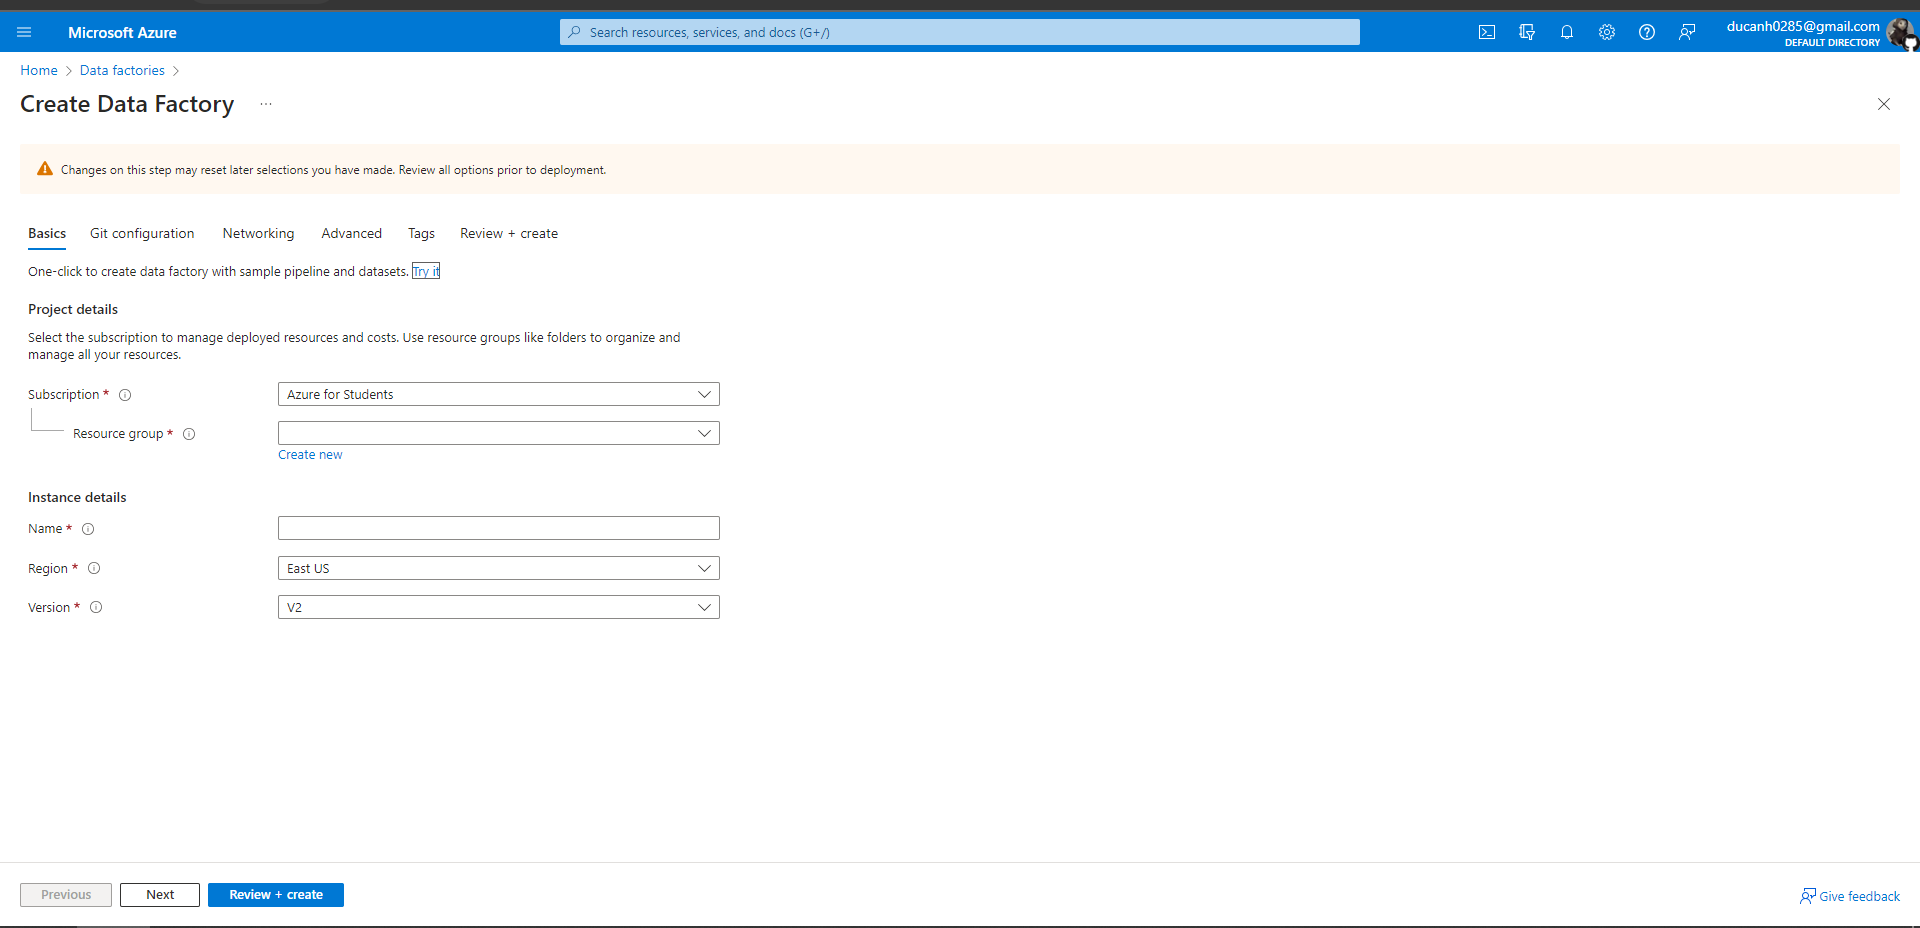 Microsoft Azure
Search resources, services, and docs (G+/)
ducanh0285@gmail.com
DEFAULT DIRECTORY
Home > Data factories >
Create Data Factory ...
Changes on this step may reset later selections you have made. Review all options prior to deployment.
Basics Git configuration Networking Advanced Tags Review + create
One-click to create data factory with sample pipeline and datasets. Try it
Project details
Select the subscription to manage deployed resources and costs. Use resource groups like folders to organize and
manage all your resources.
Subscription * Azure for Students
Resource group *
Create new
Instance details
Name *
Region * East US
Version * V2
Previous Next Review + create Give feedback